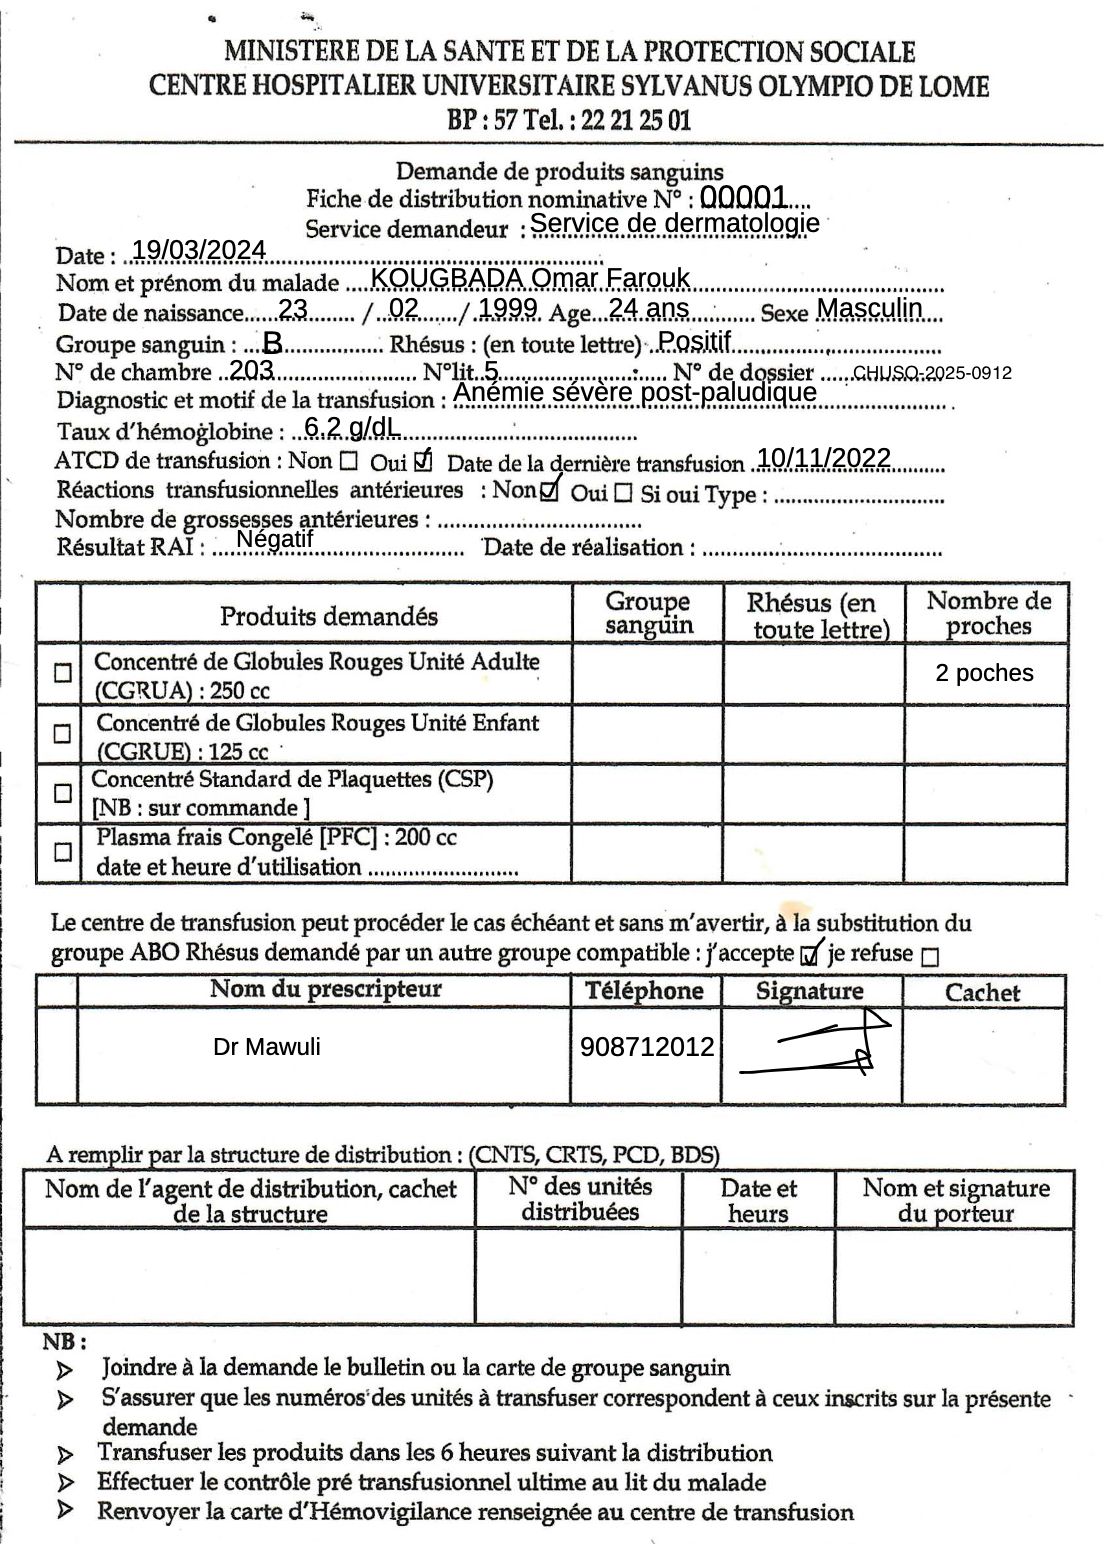 MINISTERE DE LA SANTE ET DE LA PROTECTION SOCIALE
CENTRE HOSPITALIER UNIVERSITAIRE SYLVANUS OLYMPIO DE LOME
BP : 57 Tel. : 22 21 25 01
Demande de produits sanguins
Fiche de distribution nominative N° : 00001....
Service demandeur : Service de dermatologie
Date : 19/03/2024
Nom et prénom du malade ....KOUGBADA Omar Farouk
Date de naissance......23....... / ..02....../ .1999. Age...24 ans........... Sexe Masculin....
Groupe sanguin : ...B................ Rhésus : (en toute lettre) ..Positif
N° de chambre ..203........................ N°lit..5........................:.... N° de dossier ......CHUSO-2025-0912
Diagnostic et motif de la transfusion : Anémie sévère post-paludique
Taux d'hémoglobine : ...6.2 g/dL
ATCD de transfusion : Non ☐ Oui ☑ Date de la dernière transfusion .10/11/2022
Réactions transfusionnelles antérieures : Non ☑ Oui ☐ Si oui Type : ................................
Nombre de grossesses antérieures : ......................................
Résultat RAI : ....Négatif............................. Date de réalisation : .............................................
Produits demandés
Groupe sanguin
Rhésus (en toute lettre)
Nombre de proches
☐ Concentré de Globules Rouges Unité Adulte
(CGRUA) : 250 cc
2 poches
☐ Concentré de Globules Rouges Unité Enfant
(CGRUE) : 125 cc
☐ Concentré Standard de Plaquettes (CSP)
[NB : sur commande ]
☐ Plasma frais Congelé [PFC] : 200 cc
date et heure d'utilisation ............................
Le centre de transfusion peut procéder le cas échéant et sans m'avertir, à la substitution du
groupe ABO Rhésus demandé par un autre groupe compatible : j'accepte ☑ je refuse ☐
Nom du prescripteur Téléphone Signature Cachet
Dr Mawuli 908712012
A remplir par la structure de distribution : (CNTS, CRTS, PCD, BDS)
Nom de l'agent de distribution, cachet de la structure
N° des unités distribuées
Date et heurs
Nom et signature du porteur
NB :
Joindre à la demande le bulletin ou la carte de groupe sanguin
S'assurer que les numéros des unités à transfuser correspondent à ceux inscrits sur la présente
demande
Transfuser les produits dans les 6 heures suivant la distribution
Effectuer le contrôle pré transfusionnel ultime au lit du malade
Renvoyer la carte d'Hémovigilance renseignée au centre de transfusion